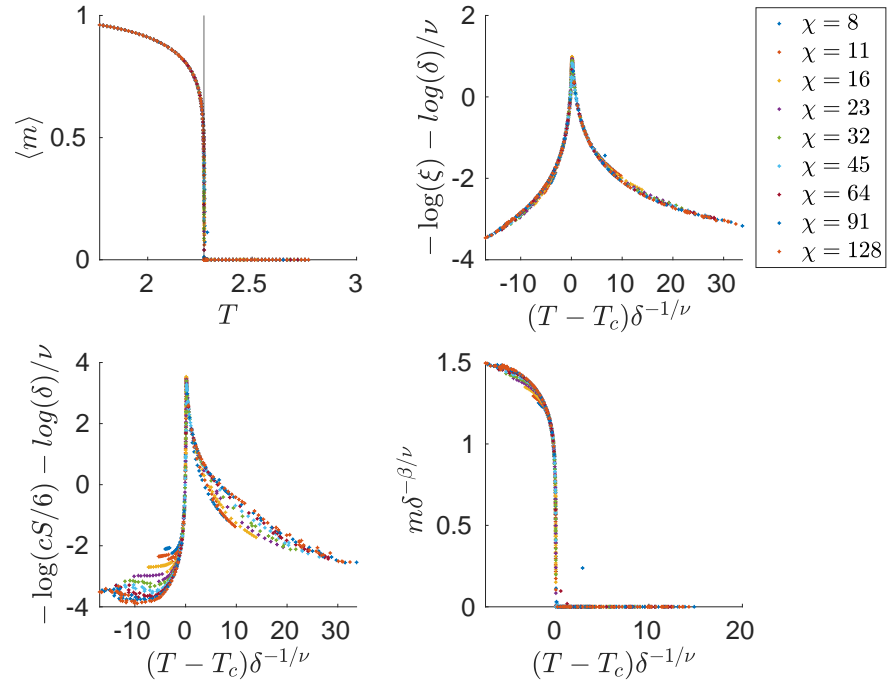 1
0.5
0
⟨m⟩
2
2.5
3
T
2
0
-2
-4
− log(ξ) − log(δ)/ν
-10
0
10
20
30
(T − T_c)δ^{−1/ν}
χ = 8
χ = 11
χ = 16
χ = 23
χ = 32
χ = 45
χ = 64
χ = 91
χ = 128
4
2
0
-2
-4
− log(cS/6) − log(δ)/ν
-10
0
10
20
30
(T − T_c)δ^{−1/ν}
1.5
1
0.5
0
mδ^{−β/ν}
0
20
(T − T_c)δ^{−1/ν}